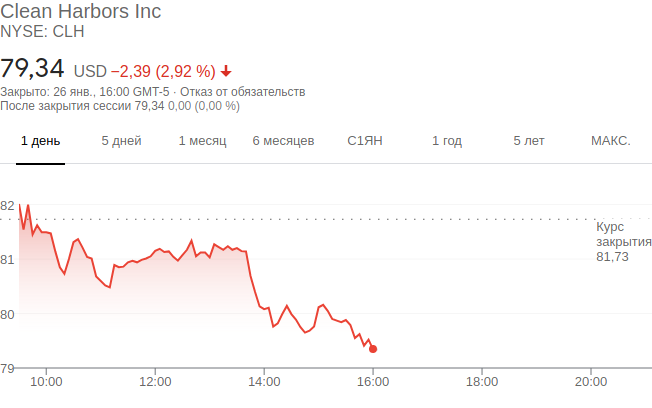 Clean Harbors Inc
NYSE: CLH
79,34 USD −2,39 (2,92 %)
Закрыто: 26 янв., 16:00 GMT-5 · Отказ от обязательств
После закрытия сессии 79,34 0,00 (0,00 %)
1 день 5 дней 1 месяц 6 месяцев С1ЯН 1 год 5 лет МАКС.
82
Курс
закрытия
81,73
81
80
79
10:00 12:00 14:00 16:00 18:00 20:00